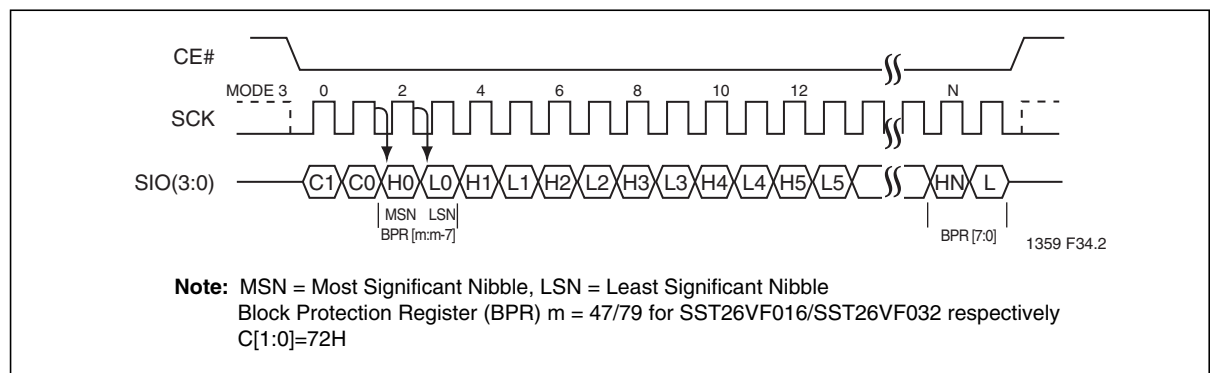 CE#
MODE 3 0 2 4 6 8 10 12 N
SCK
SIO(3:0) C1 C0 H0 L0 H1 L1 H2 L2 H3 L3 H4 L4 H5 L5 HN L
MSN LSN
BPR [m:m-7] BPR [7:0]
1359 F34.2
Note: MSN = Most Significant Nibble, LSN = Least Significant Nibble
Block Protection Register (BPR) m = 47/79 for SST26VF016/SST26VF032 respectively
C[1:0]=72H